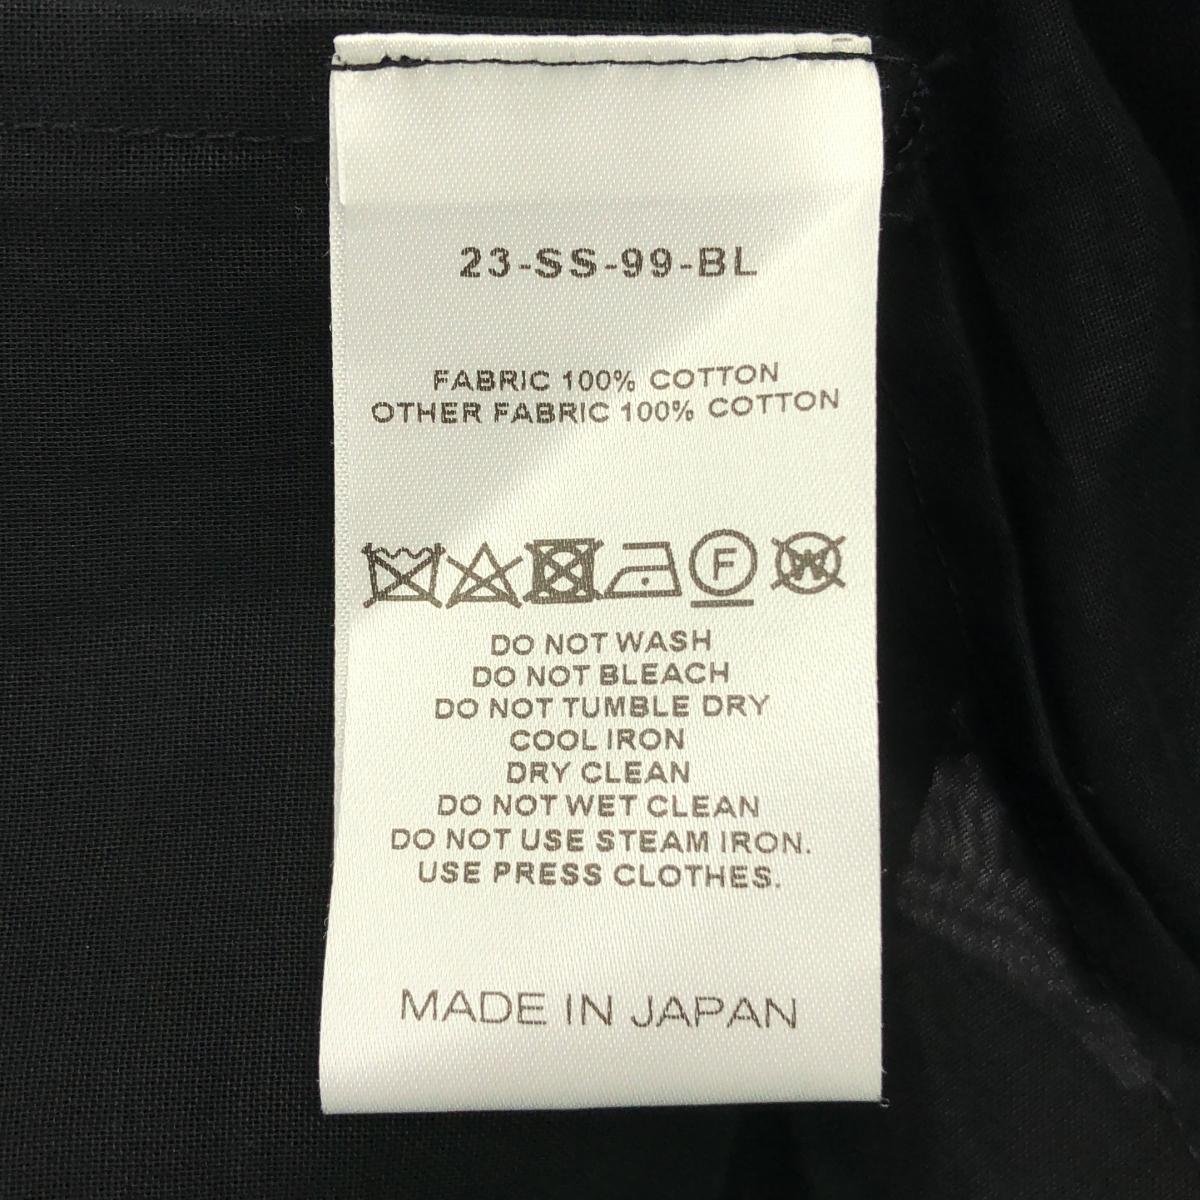 23-SS-99-BL
FABRIC 100% COTTON
OTHER FABRIC 100% COTTON
F W
DO NOT WASH
DO NOT BLEACH
DO NOT TUMBLE DRY
COOL IRON
DRY CLEAN
DO NOT WET CLEAN
DO NOT USE STEAM IRON.
USE PRESS CLOTHES.
MADE IN JAPAN